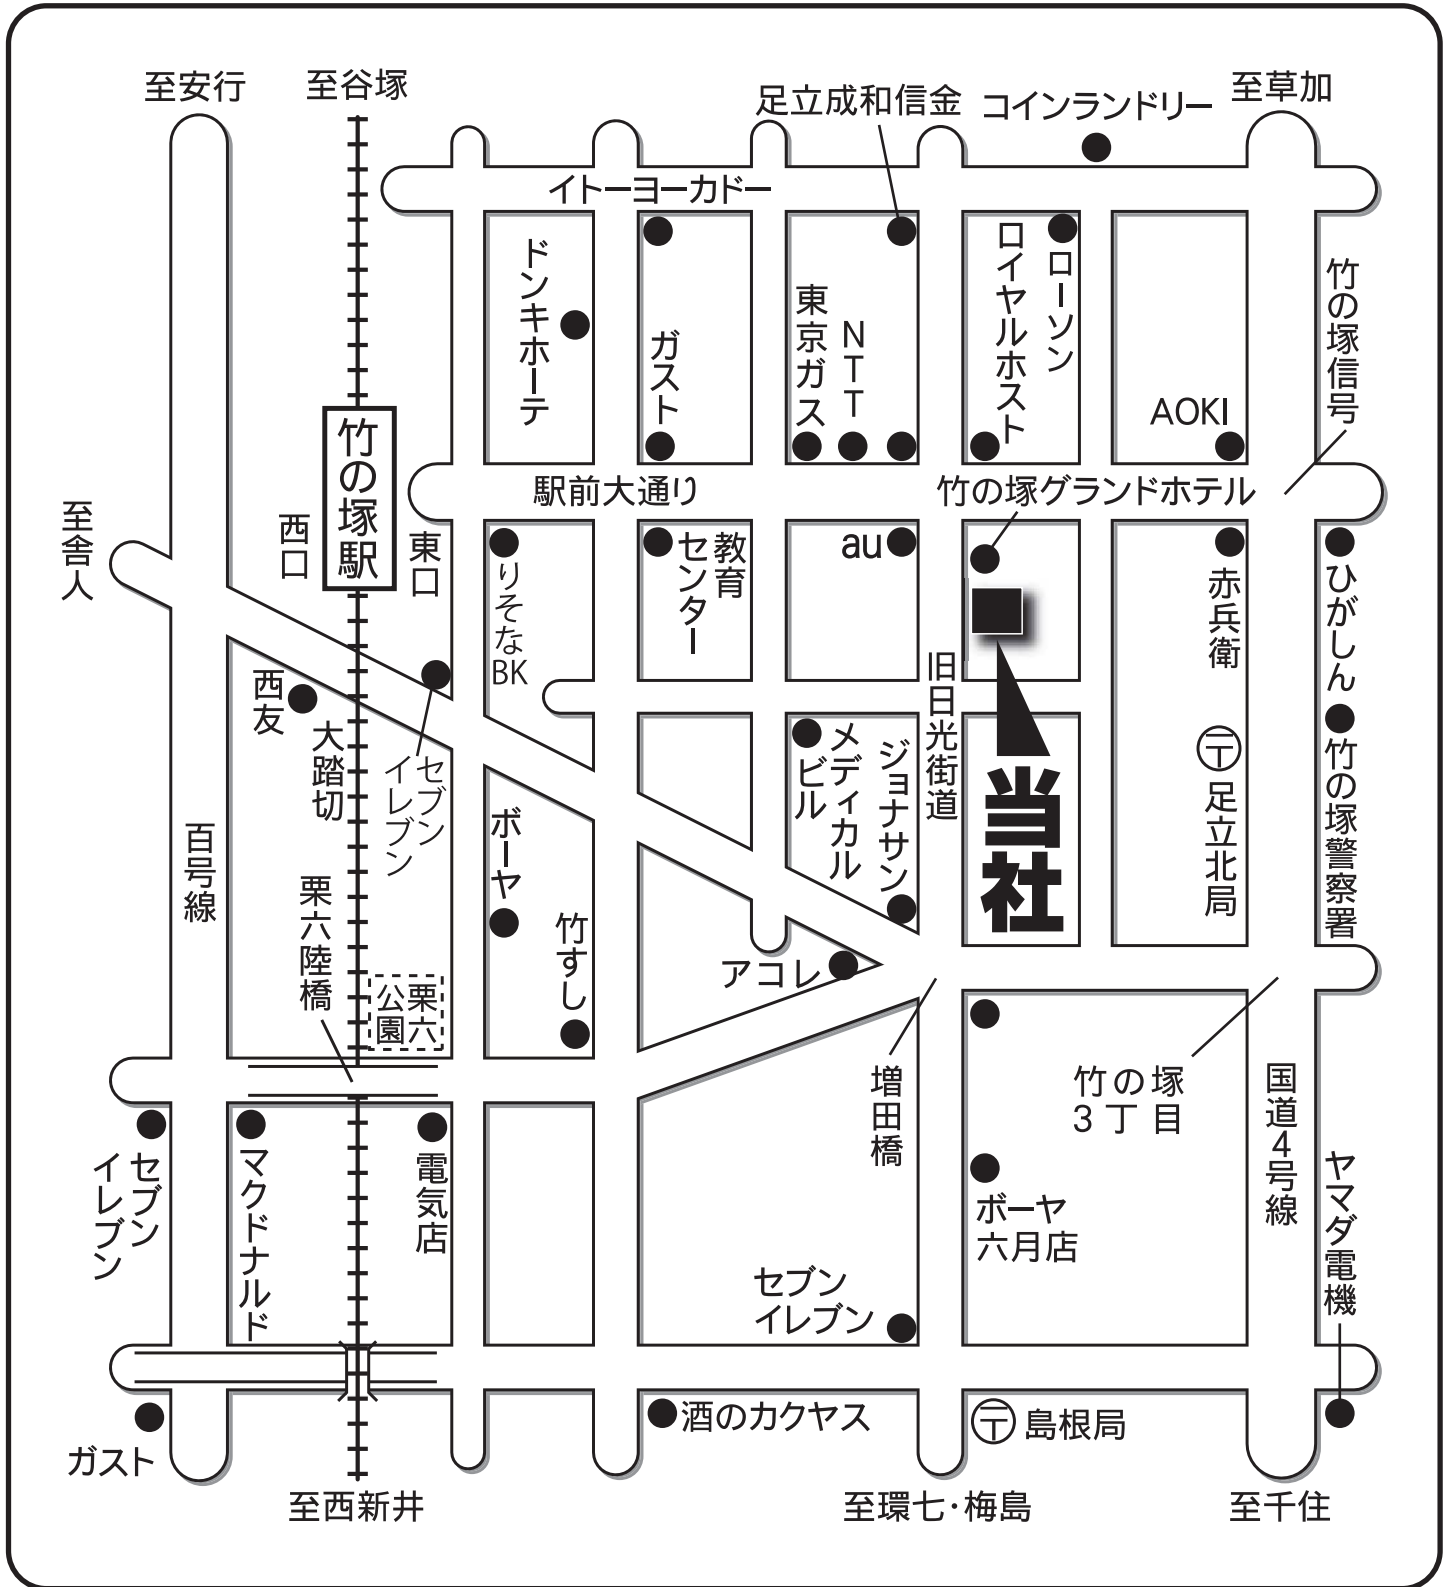 至安行
至谷塚
足立成和信金
コインランドリー
至草加
イトーヨーカドー
ドンキホーテ
ガスト
東京ガス
NTT
ロイヤルホスト
ローソン
AOKI
竹の塚信号
竹の塚駅
西口
東口
至舎人
駅前大通り
竹の塚グランドホテル
りそな
BK
教育
センター
au
赤兵衛
ひがしん
西友
大踏切
セブン
イレブン
旧日光街道
メディカル
ビル
ジョナサン
当社
〒
足立北局
竹の塚警察署
百号線
ボーヤ
竹すし
アコレ
栗六陸橋
栗六
公園
増田橋
竹の塚
3丁目
国道4号線
セブン
イレブン
マクドナルド
電気店
ボーヤ
六月店
ヤマダ電機
セブン
イレブン
ガスト
酒のカクヤス
〒島根局
至西新井
至環七・梅島
至千住